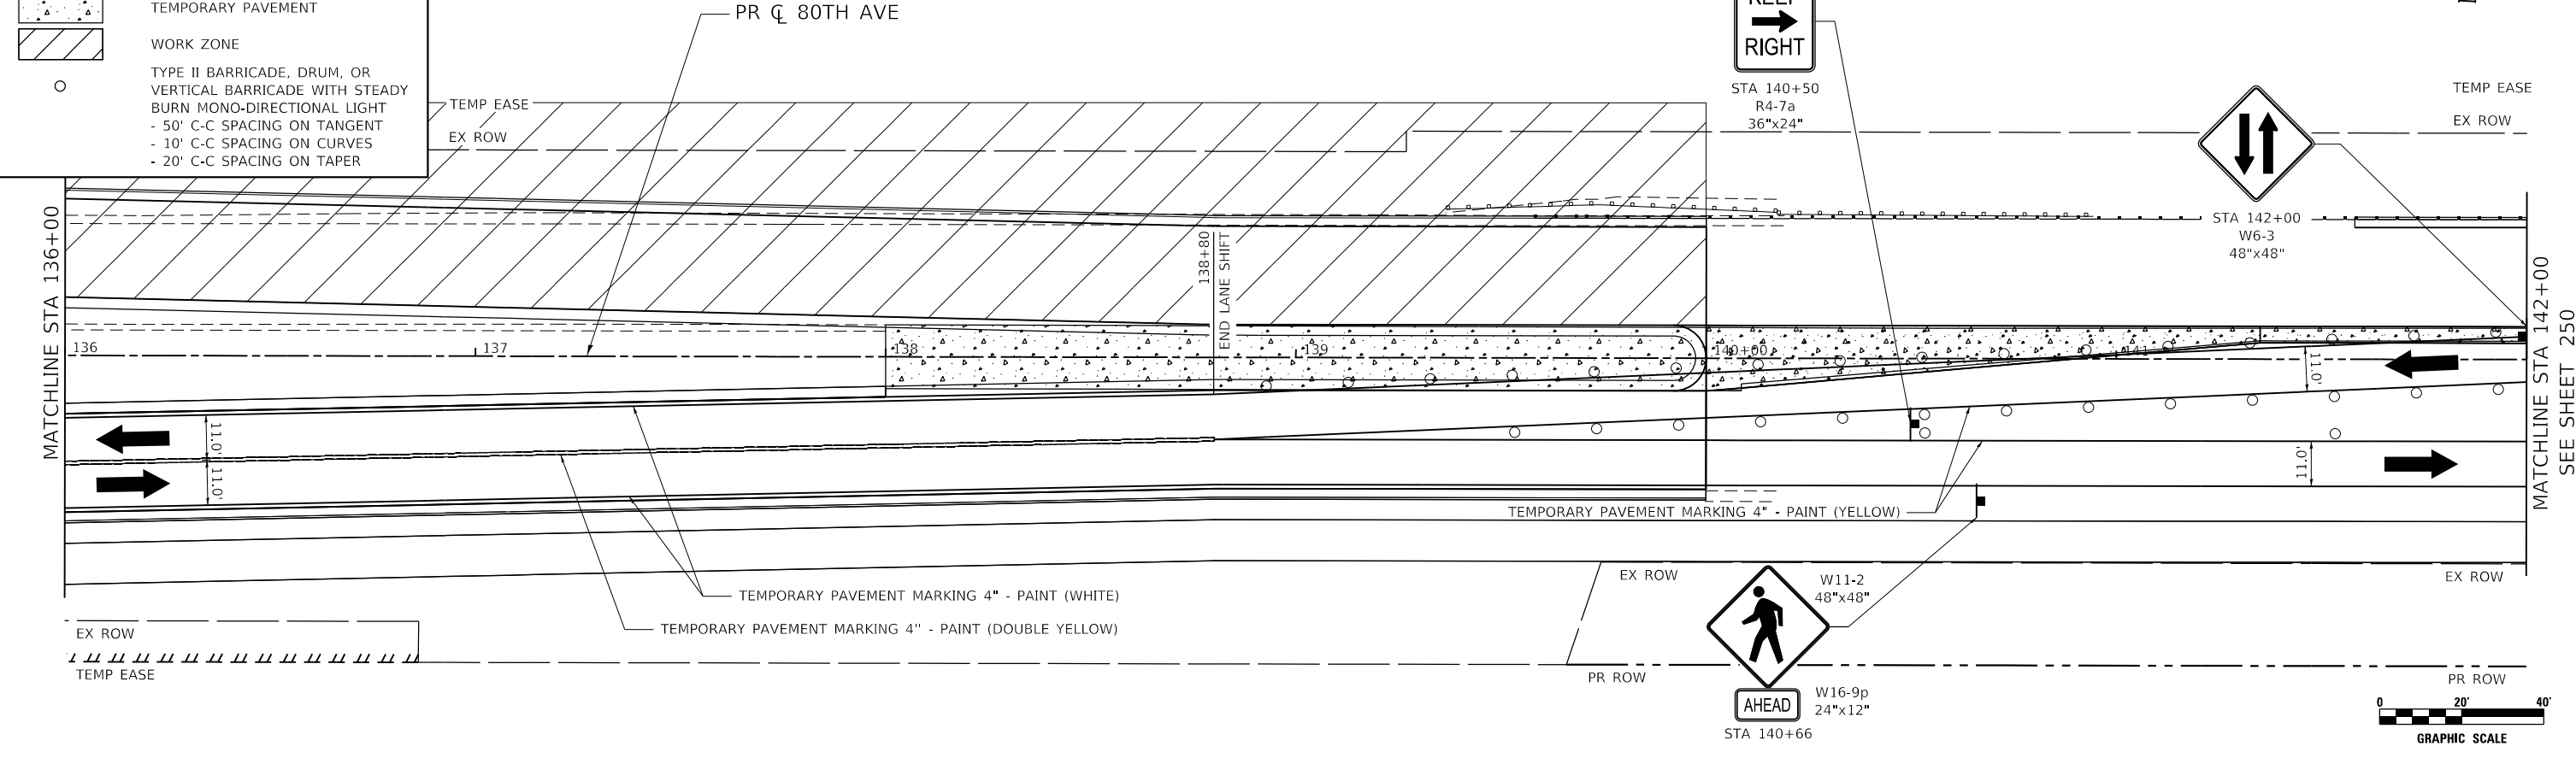 TEMPORARY PAVEMENT
WORK ZONE
TYPE II BARRICADE, DRUM, OR
VERTICAL BARRICADE WITH STEADY
BURN MONO-DIRECTIONAL LIGHT
- 50' C-C SPACING ON TANGENT
- 10' C-C SPACING ON CURVES
- 20' C-C SPACING ON TAPER
PR ℄ 80TH AVE
TEMP EASE
EX ROW
KEEP
RIGHT
STA 140+50
R4-7a
36"x24"
TEMP EASE
EX ROW
STA 142+00
W6-3
48"x48"
MATCHLINE STA 136+00
138+80
END LANE SHIFT
136
137
138
139
140+00
141
11.0'
11.0'
11.0'
11.0'
MATCHLINE STA 142+00
SEE SHEET 250
TEMPORARY PAVEMENT MARKING 4" - PAINT (YELLOW)
TEMPORARY PAVEMENT MARKING 4" - PAINT (WHITE)
TEMPORARY PAVEMENT MARKING 4" - PAINT (DOUBLE YELLOW)
EX ROW
TEMP EASE
EX ROW
PR ROW
W11-2
48"x48"
AHEAD
W16-9p
24"x12"
STA 140+66
EX ROW
PR ROW
0 20' 40'
GRAPHIC SCALE